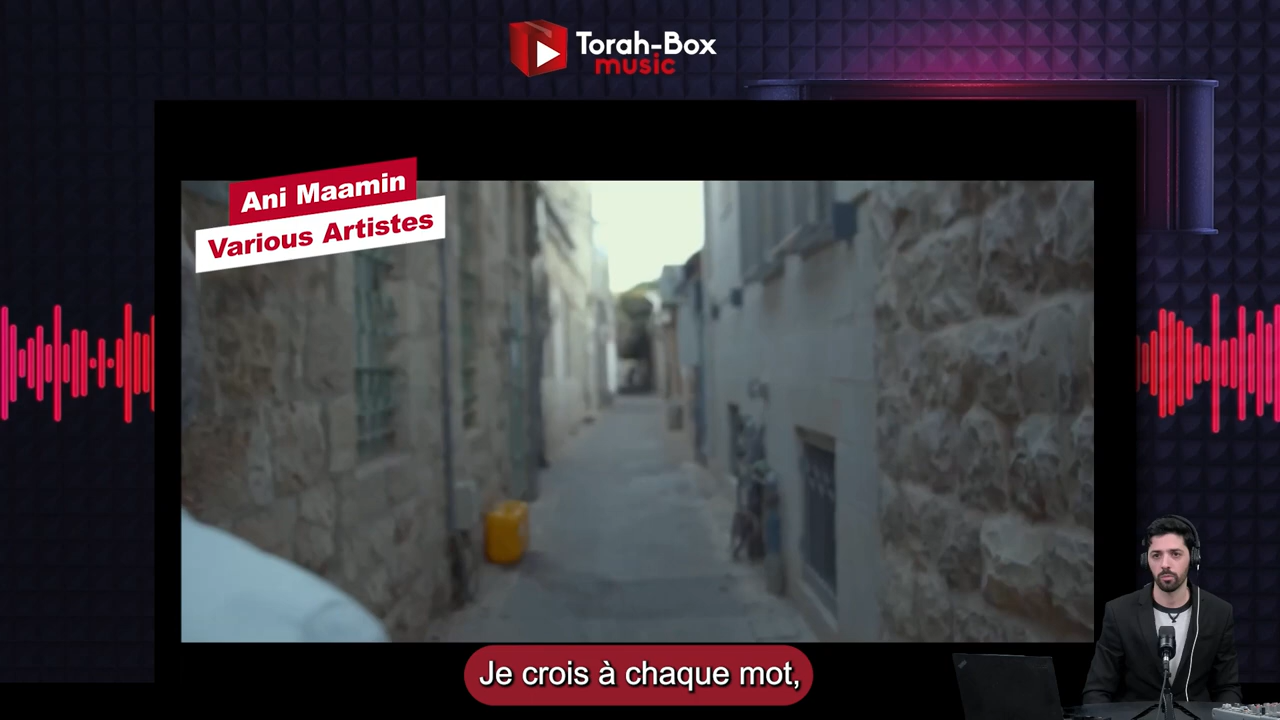 Torah-Box
music
Ani Maamin
Various Artistes
Je crois à chaque mot,